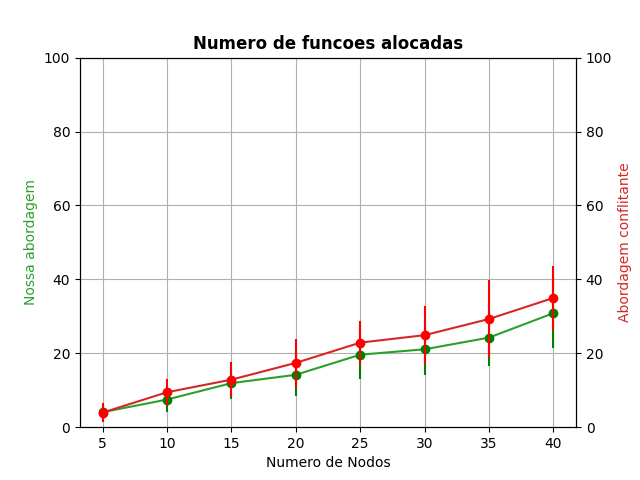 Numero de funcoes alocadas
Nossa abordagem
100
80
60
40
20
0
100
80
60
40
20
0
Abordagem conflitante
5 10 15 20 25 30 35 40
Numero de Nodos